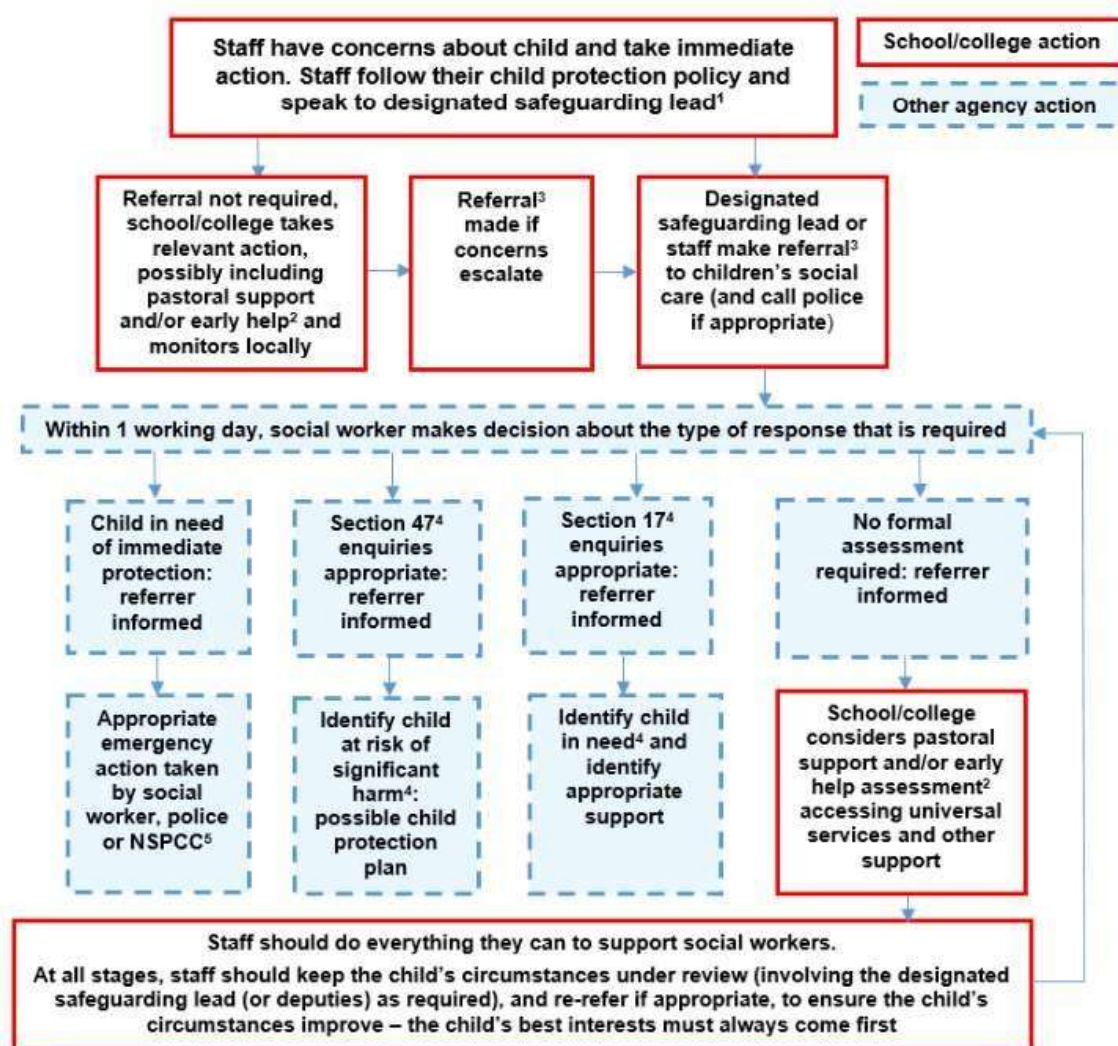 Staff have concerns about child and take immediate
action. Staff follow their child protection policy and
speak to designated safeguarding lead¹
School/college action
Other agency action
Referral not required,
school/college takes
relevant action,
possibly including
pastoral support
and/or early help² and
monitors locally
Referral³
made if
concerns
escalate
Designated
safeguarding lead or
staff make referral³
to children's social
care (and call police
if appropriate)
Within 1 working day, social worker makes decision about the type of response that is required
Child in need
of immediate
protection:
referrer
informed
Section 47⁴
enquiries
appropriate:
referrer
informed
Section 17⁴
enquiries
appropriate:
referrer
informed
No formal
assessment
required: referrer
informed
Appropriate
emergency
action taken
by social
worker, police
or NSPCC⁵
Identify child
at risk of
significant
harm⁴:
possible child
protection
plan
Identify child
in need⁴ and
identify
appropriate
support
School/college
considers pastoral
support and/or early
help assessment²
accessing universal
services and other
support
Staff should do everything they can to support social workers.
At all stages, staff should keep the child's circumstances under review (involving the designated
safeguarding lead (or deputies) as required), and re-refer if appropriate, to ensure the child's
circumstances improve – the child's best interests must always come first